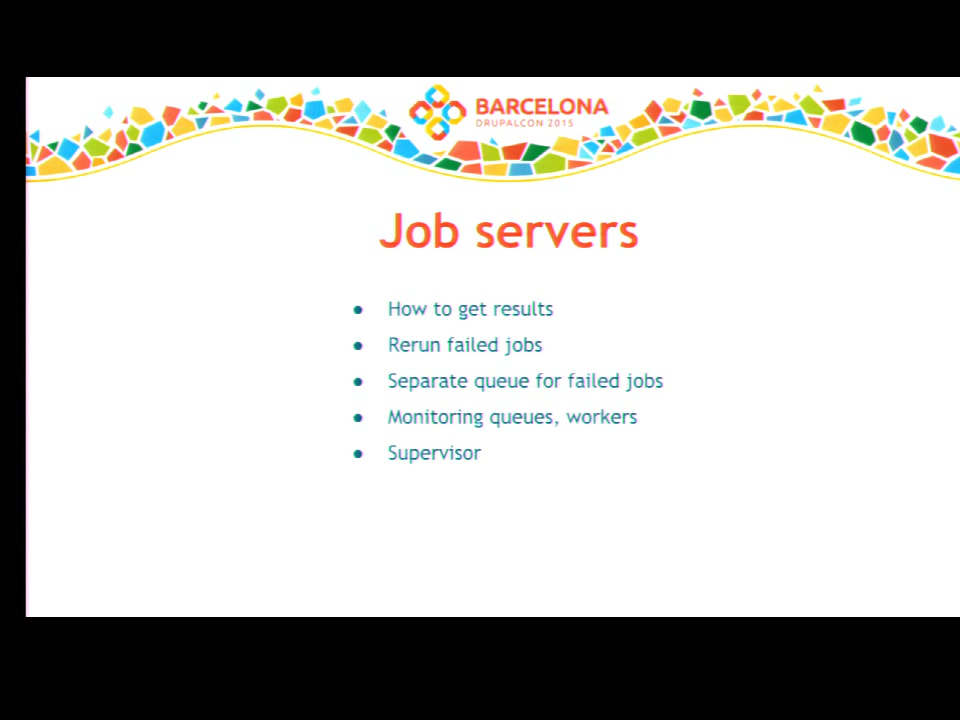 BARCELONA
DRUPALCON 2015
Job servers
● How to get results
● Rerun failed jobs
● Separate queue for failed jobs
● Monitoring queues, workers
● Supervisor